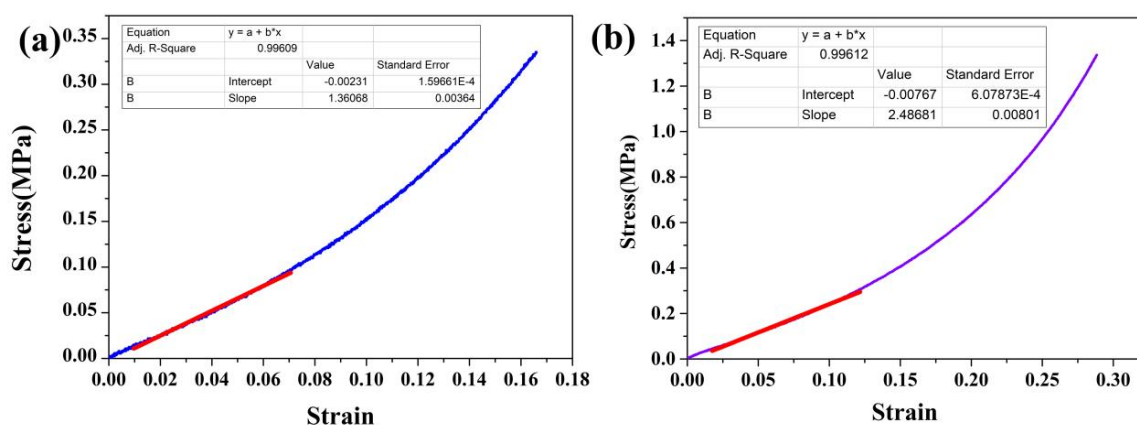 (a)
Equation y = a + b*x
Adj. R-Square 0.99609
Value Standard Error
B Intercept -0.00231 1.59661E-4
B Slope 1.36068 0.00364
Stress(MPa)
0.35
0.30
0.25
0.20
0.15
0.10
0.05
0.00
0.00 0.02 0.04 0.06 0.08 0.10 0.12 0.14 0.16 0.18
Strain
(b)
Equation y = a + b*x
Adj. R-Square 0.99612
Value Standard Error
B Intercept -0.00767 6.07873E-4
B Slope 2.48681 0.00801
Stress(MPa)
1.4
1.2
1.0
0.8
0.6
0.4
0.2
0.0
0.00 0.05 0.10 0.15 0.20 0.25 0.30
Strain